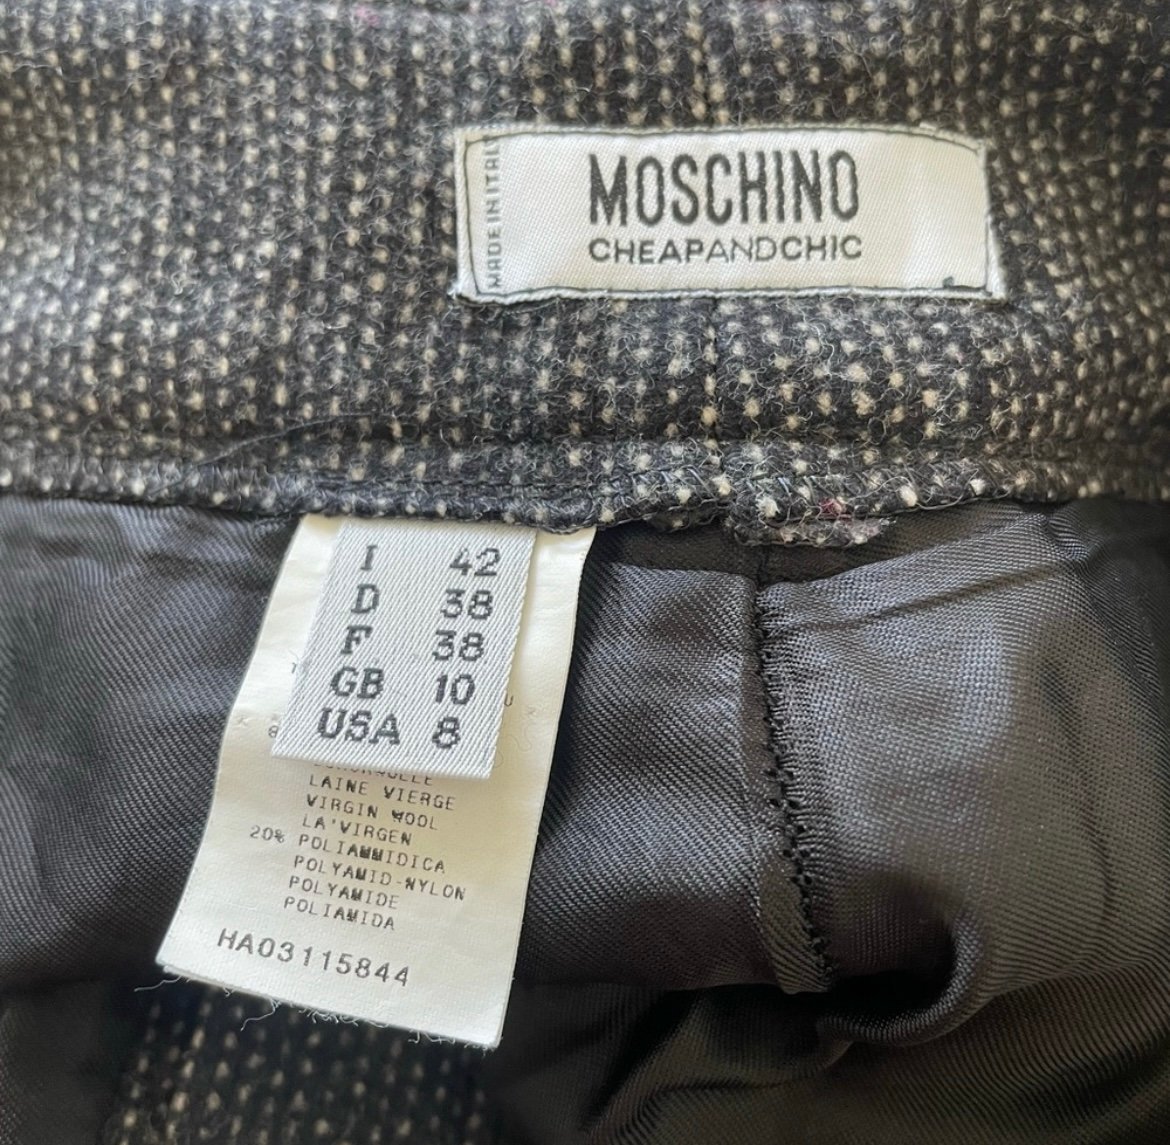 MADE IN ITALY
MOSCHINO
CHEAPANDCHIC
I 42
D 38
F 38
GB 10
USA 8
LAINE VIERGE
VIRGIN WOOL
LA'VIRGEN
20% POLIAMMIDICA
POLYAMID-NYLON
POLYAMIDE
POLIAMIDA
HA03115844